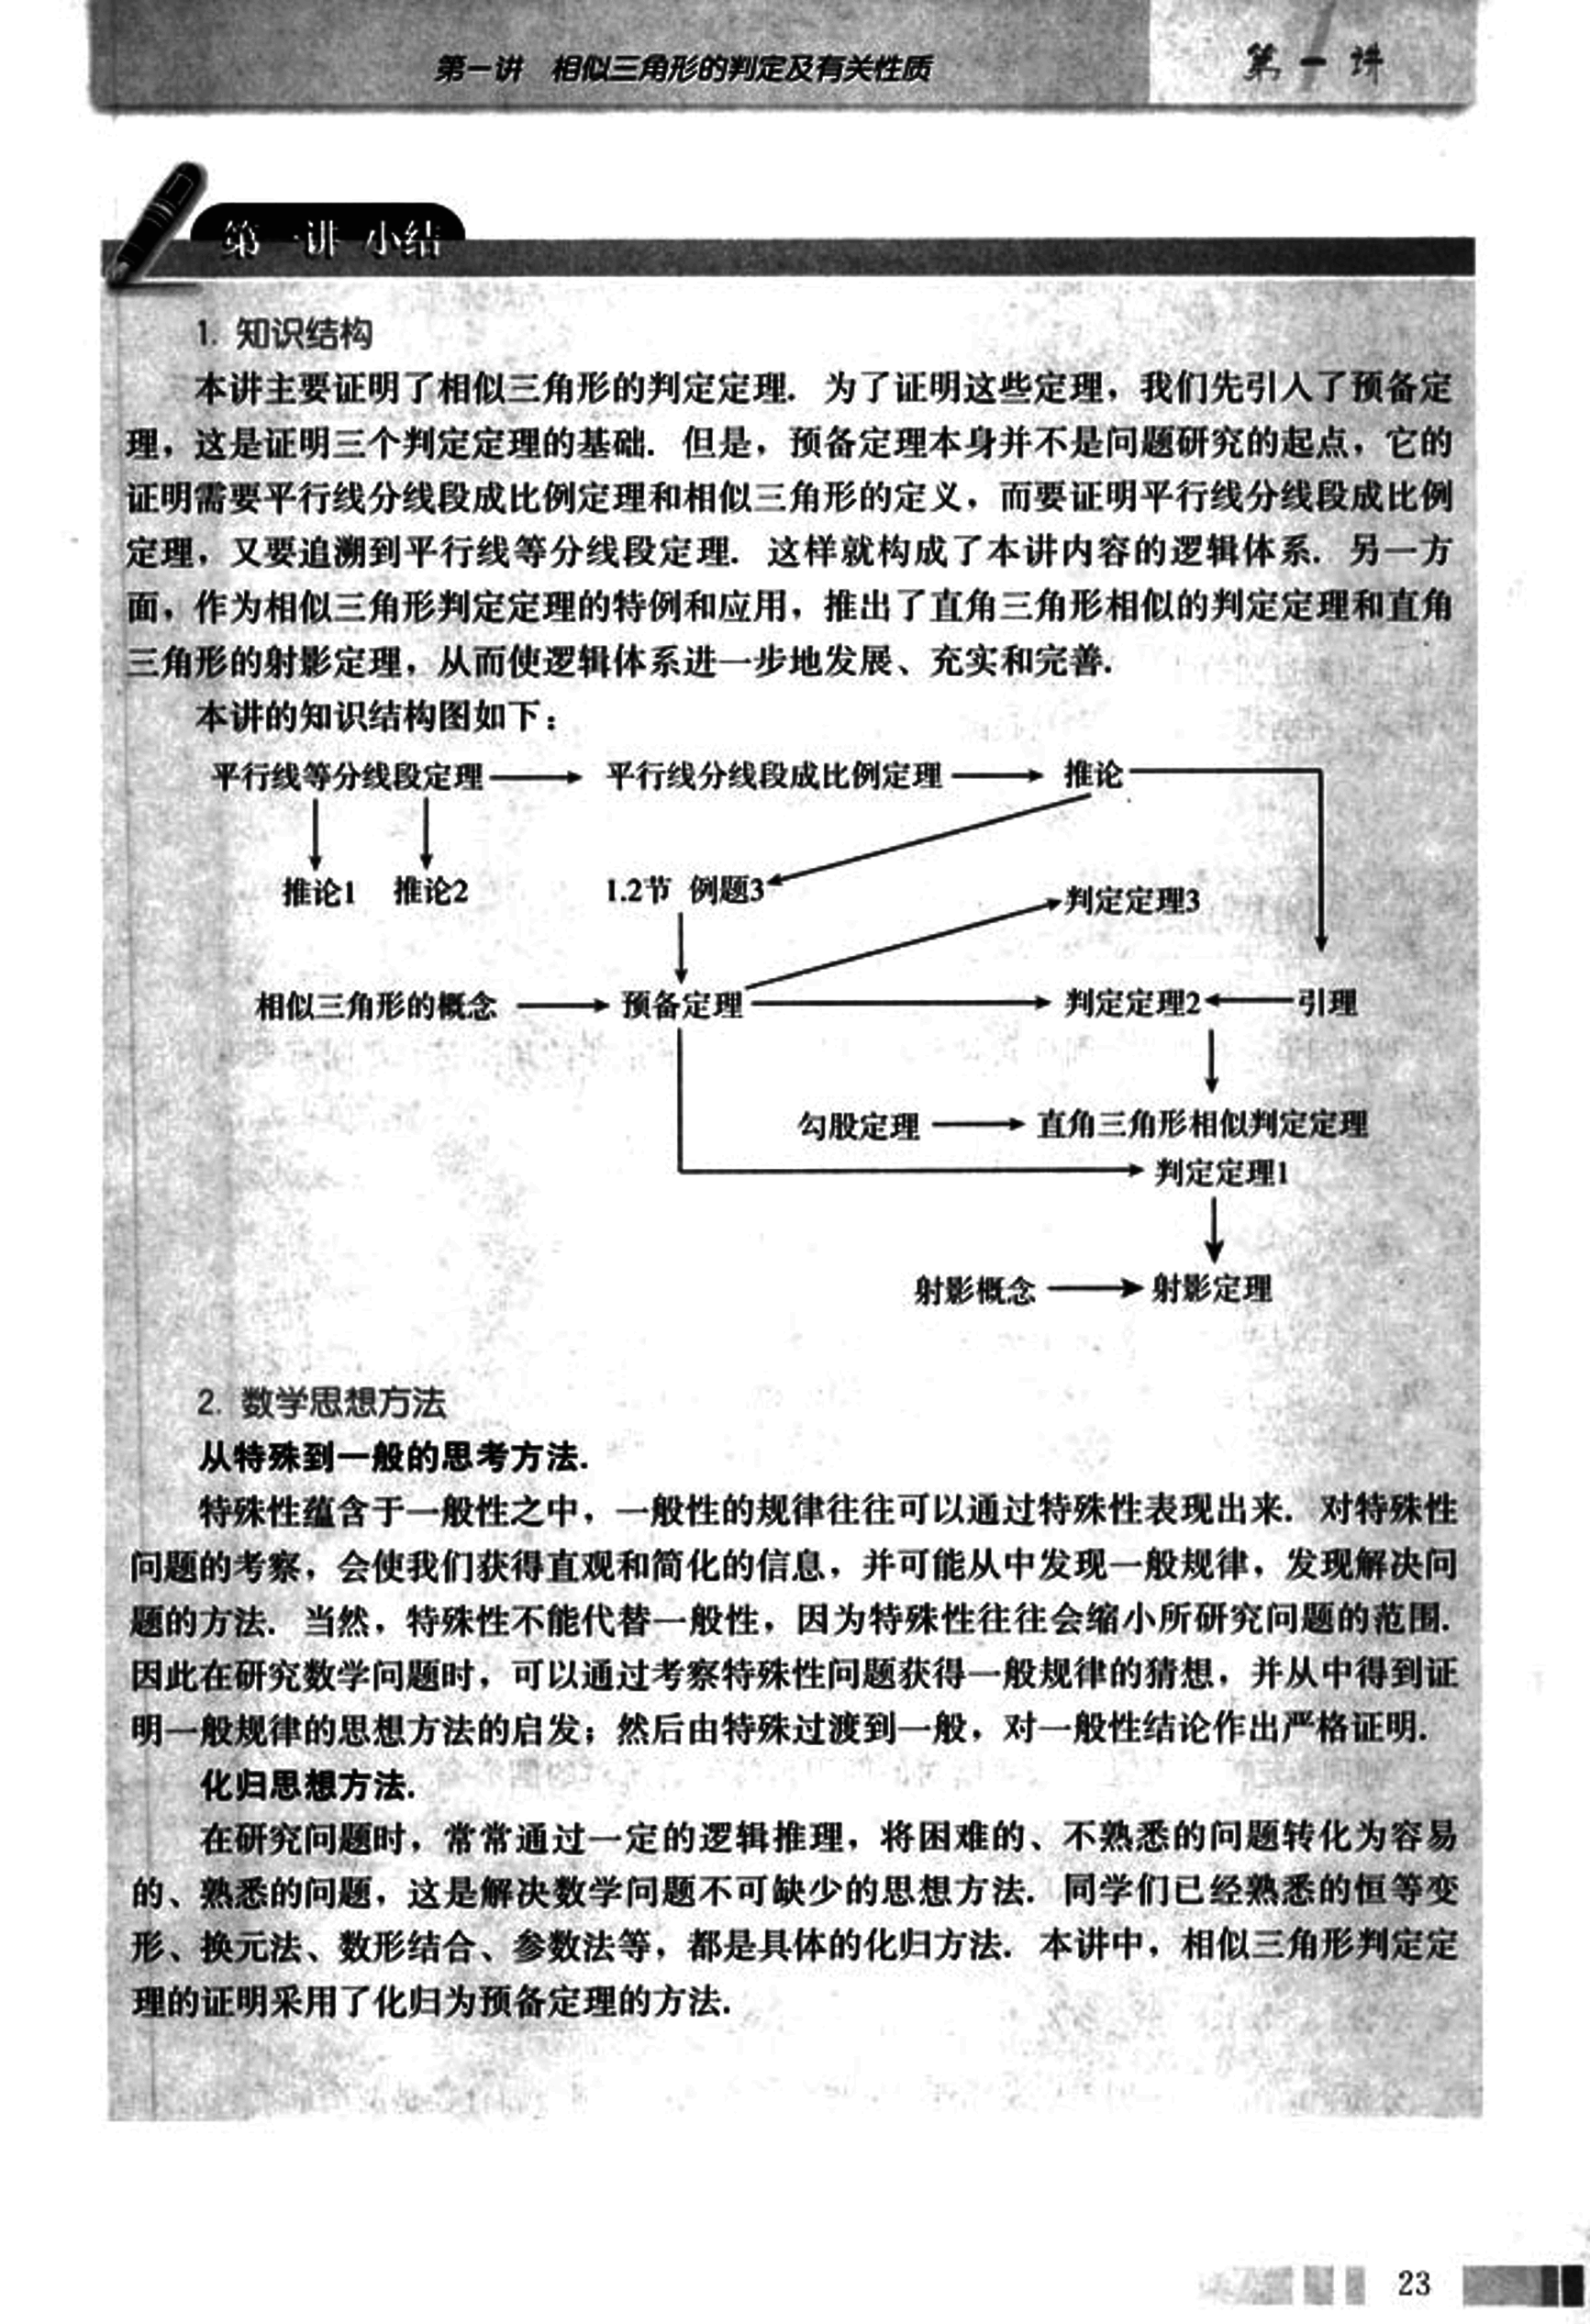 第一讲 相似三角形的判定及有关性质
第一讲
第一讲 小结
1. 知识结构
本讲主要证明了相似三角形的判定定理. 为了证明这些定理，我们先引入了预备定
理，这是证明三个判定定理的基础. 但是，预备定理本身并不是问题研究的起点，它的
证明需要平行线分线段成比例定理和相似三角形的定义，而要证明平行线分线段成比例
定理，又要追溯到平行线等分线段定理. 这样就构成了本讲内容的逻辑体系. 另一方
面，作为相似三角形判定定理的特例和应用，推出了直角三角形相似的判定定理和直角
三角形的射影定理，从而使逻辑体系进一步地发展、充实和完善.
本讲的知识结构图如下：
平行线等分线段定理 平行线分线段成比例定理 推论
推论1 推论2 1.2节 例题3 判定定理3
相似三角形的概念 预备定理 判定定理2 引理
勾股定理 直角三角形相似判定定理
判定定理1
射影概念 射影定理
2. 数学思想方法
从特殊到一般的思考方法.
特殊性蕴含于一般性之中，一般性的规律往往可以通过特殊性表现出来. 对特殊性
问题的考察，会使我们获得直观和简化的信息，并可能从中发现一般规律，发现解决问
题的方法. 当然，特殊性不能代替一般性，因为特殊性往往会缩小所研究问题的范围.
因此在研究数学问题时，可以通过考察特殊性问题获得一般规律的猜想，并从中得到证
明一般规律的思想方法的启发；然后由特殊过渡到一般，对一般性结论作出严格证明.
化归思想方法.
在研究问题时，常常通过一定的逻辑推理，将困难的、不熟悉的问题转化为容易
的、熟悉的问题，这是解决数学问题不可缺少的思想方法. 同学们已经熟悉的恒等变
形、换元法、数形结合、参数法等，都是具体的化归方法. 本讲中，相似三角形判定定
理的证明采用了化归为预备定理的方法.
23